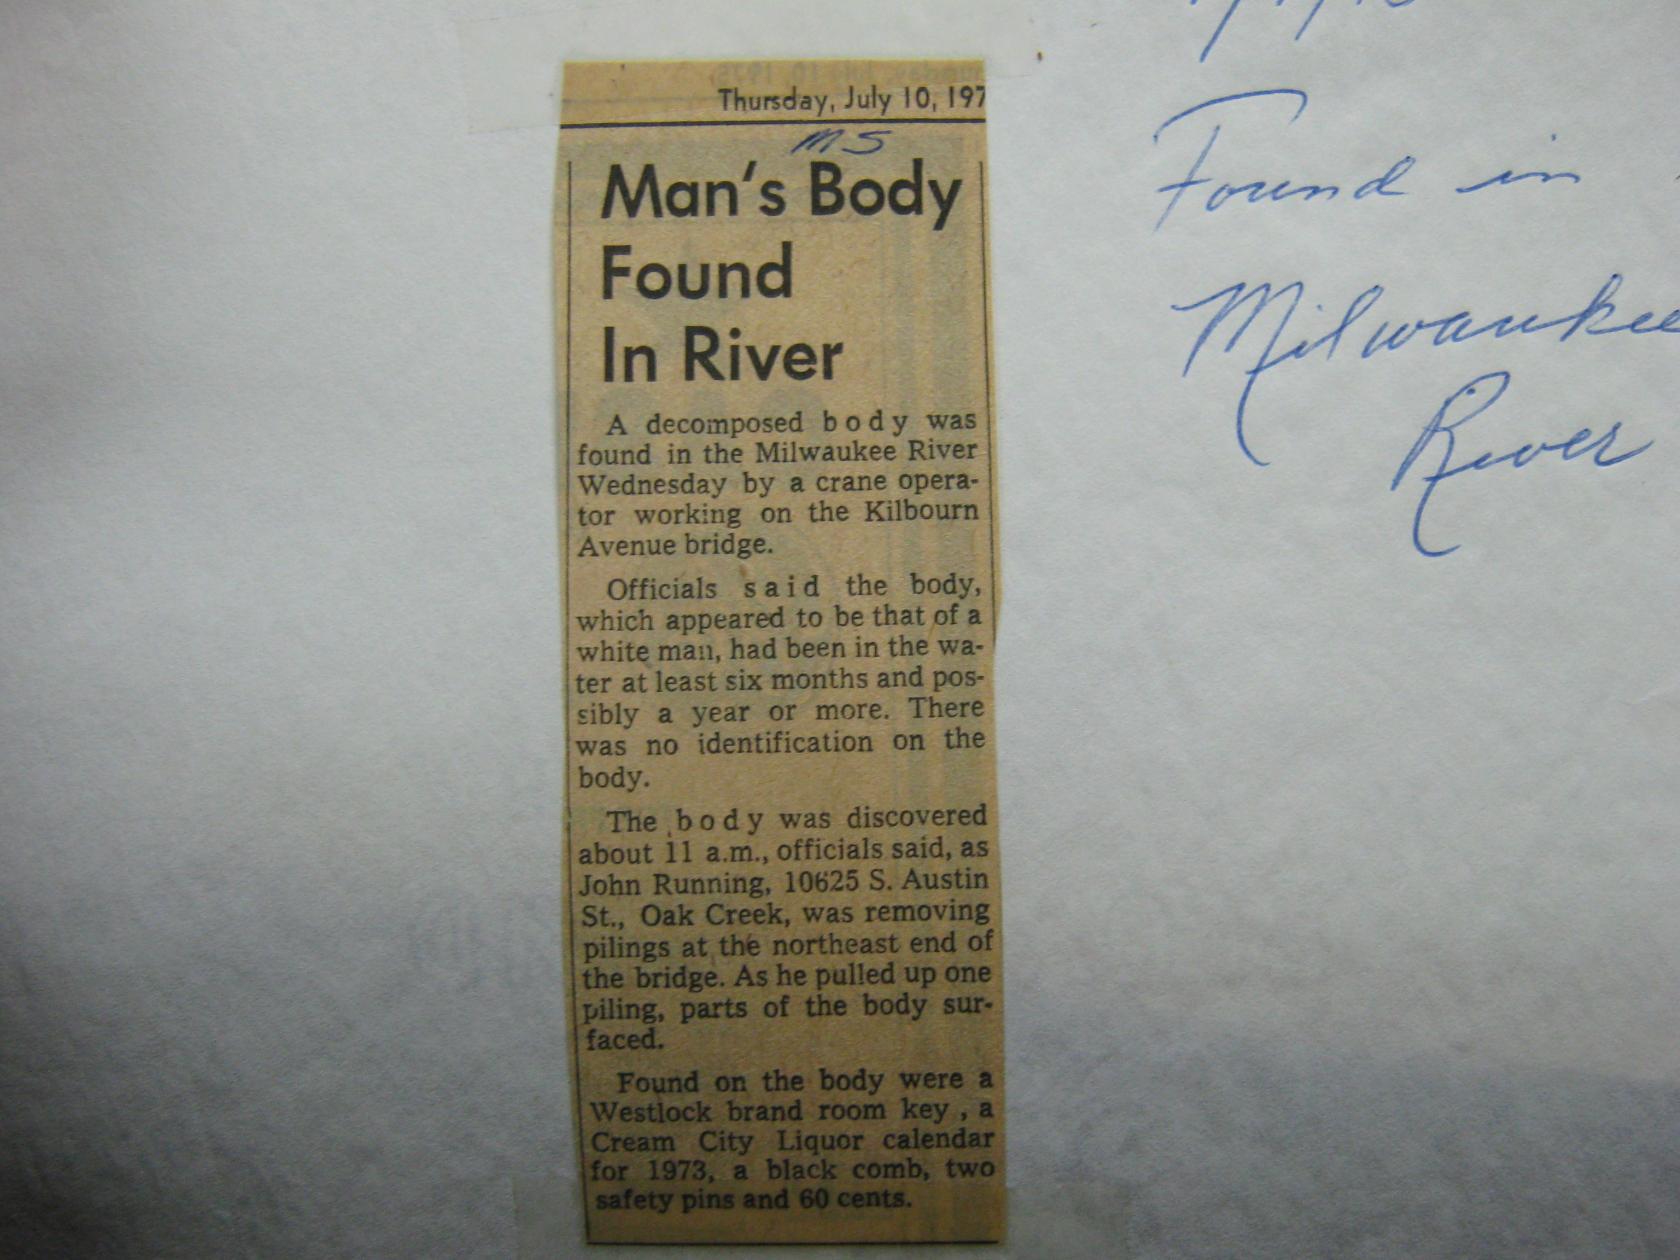 Thursday, July 10, 197
MS
Man's Body
Found
In River
A decomposed body was
found in the Milwaukee River
Wednesday by a crane opera-
tor working on the Kilbourn
Avenue bridge.
Officials said the body,
which appeared to be that of a
white man, had been in the wa-
ter at least six months and pos-
sibly a year or more. There
was no identification on the
body.
The body was discovered
about 11 a.m., officials said, as
John Running, 10625 S. Austin
St., Oak Creek, was removing
pilings at the northeast end of
the bridge. As he pulled up one
piling, parts of the body sur-
faced.
Found on the body were a
Westlock brand room key , a
Cream City Liquor calendar
for 1973, a black comb, two
safety pins and 60 cents.
Found in
Milwaukee
River